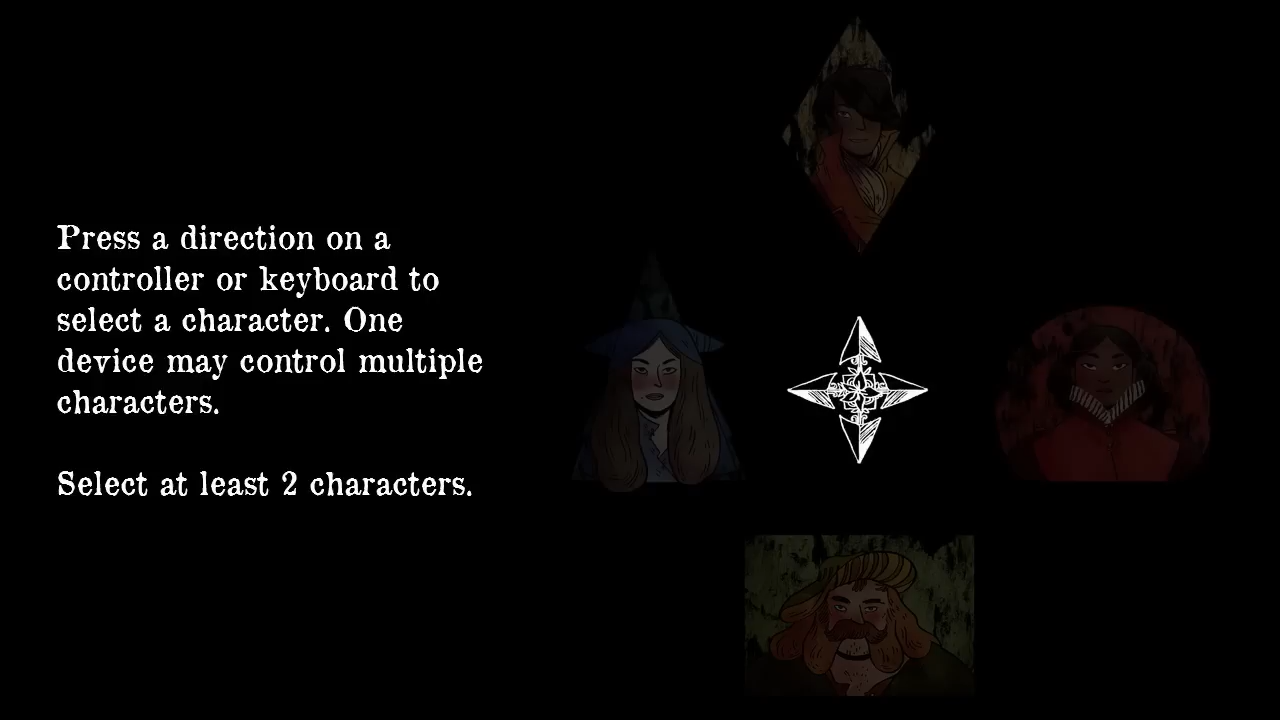 Press a direction on a
controller or keyboard to
select a character. One
device may control multiple
characters.
Select at least 2 characters.